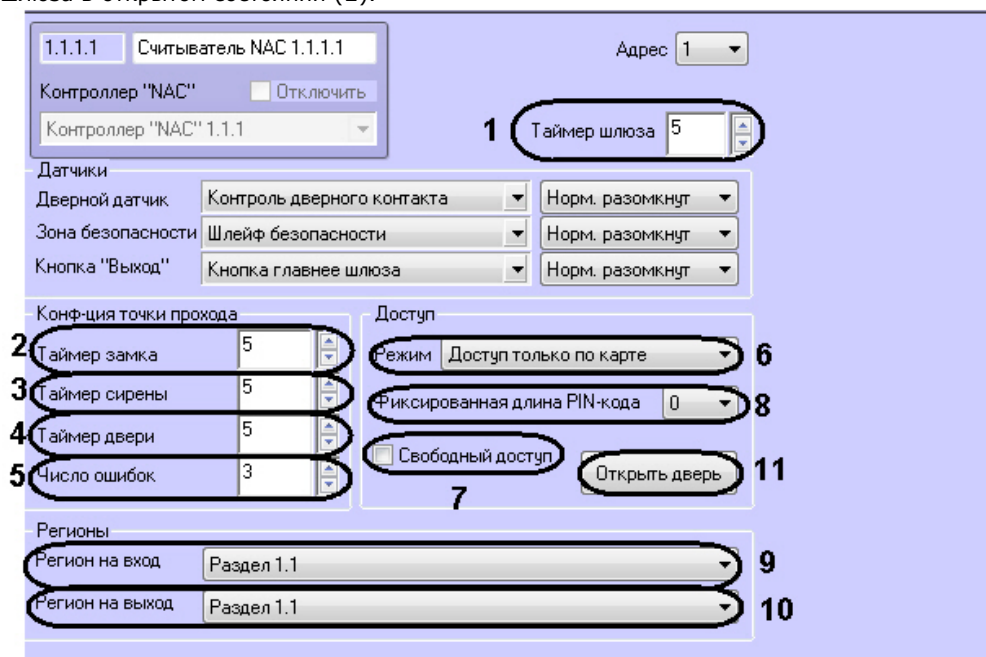 шлюза в открытом состоянии (1).
1.1.1.1 Считыватель NAC 1.1.1.1
Адрес 1
Контроллер "NAC" Отключить
Контроллер "NAC" 1.1.1
1 Таймер шлюза 5
Датчики
Дверной датчик Контроль дверного контакта Норм. разомкнут
Зона безопасности Шлейф безопасности Норм. разомкнут
Кнопка "Выход" Кнопка главнее шлюза Норм. разомкнут
Конф-ция точки прохода
2 Таймер замка 5
3 Таймер сирены 5
4 Таймер двери 5
5 Число ошибок 3
Доступ
Режим Доступ только по карте 6
Фиксированная длина PIN-кода 0 8
Свободный доступ
7
Открыть дверь 11
Регионы
Регион на вход Раздел 1.1 9
Регион на выход Раздел 1.1 10